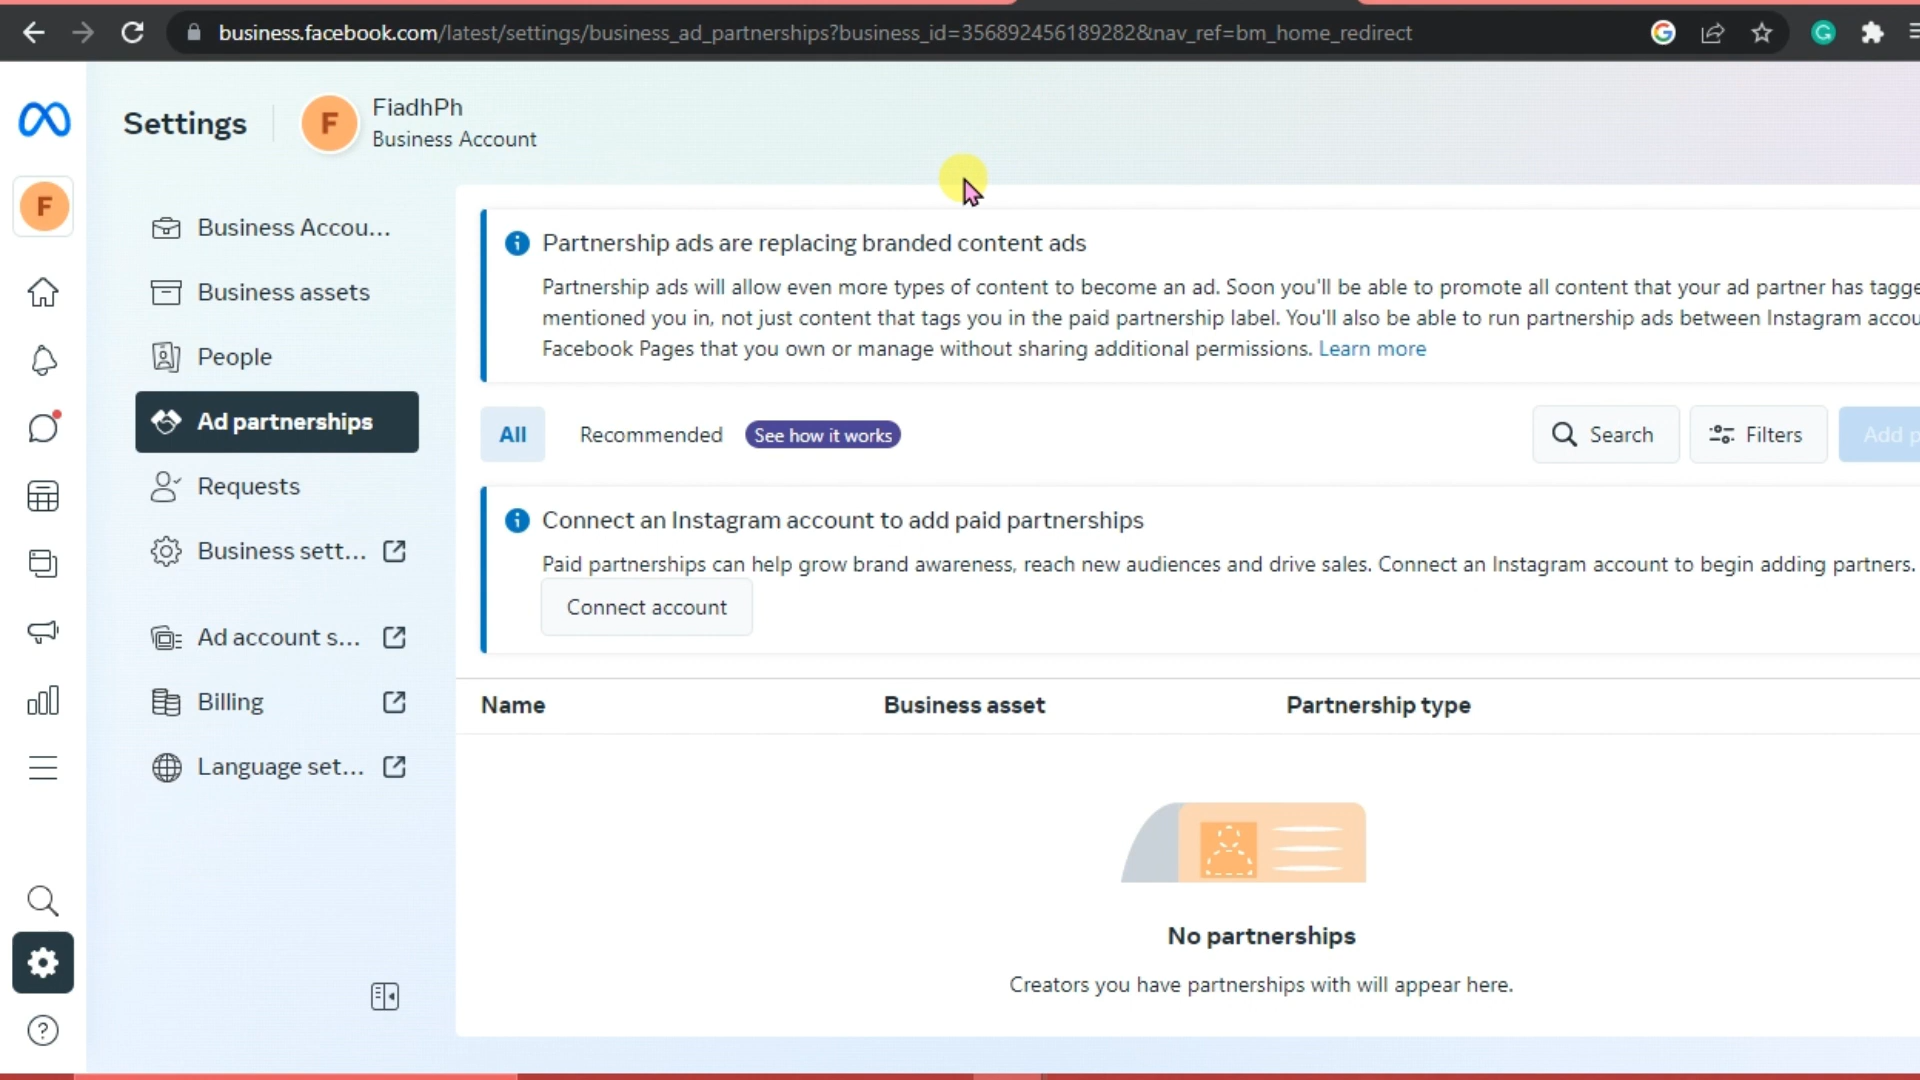 business.facebook.com/latest/settings/business_ad_partnerships?business_id=356892456189282&nav_ref=bm_home_redirect
Settings
F
FiadhPh
Business Account
F
Business Accou...
Business assets
People
Ad partnerships
Requests
Business sett...
Ad account s...
Billing
Language set...
Partnership ads are replacing branded content ads
Partnership ads will allow even more types of content to become an ad. Soon you'll be able to promote all content that your ad partner has tagge
mentioned you in, not just content that tags you in the paid partnership label. You'll also be able to run partnership ads between Instagram accou
Facebook Pages that you own or manage without sharing additional permissions. Learn more
All
Recommended
See how it works
Search
Filters
Add p
Connect an Instagram account to add paid partnerships
Paid partnerships can help grow brand awareness, reach new audiences and drive sales. Connect an Instagram account to begin adding partners.
Connect account
Name
Business asset
Partnership type
No partnerships
Creators you have partnerships with will appear here.